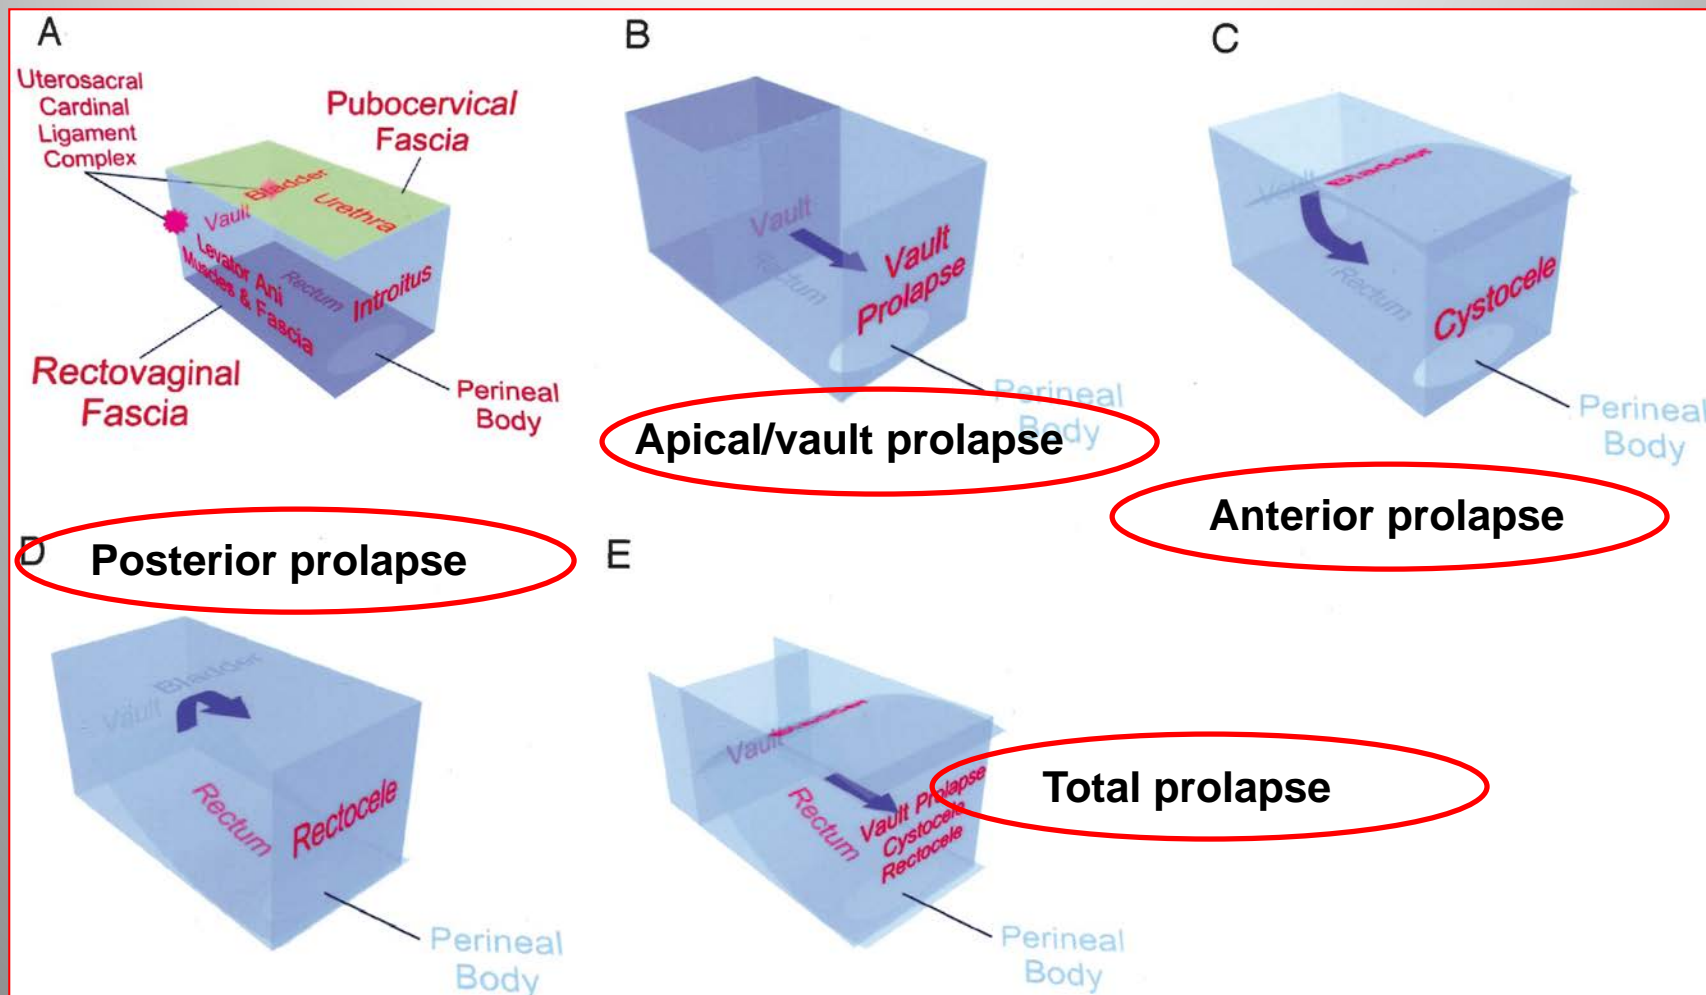 A
Uterosacral
Cardinal
Ligament
Complex
Pubocervical
Fascia
Bladder
Urethra
Vault
Levator Ani
Muscles & Fascia
Rectum
Introitus
Rectovaginal
Fascia
Perineal
Body
B
Vault
Rectum
Vault
Prolapse
Perineal
Body
Apical/vault prolapse
C
Vault
Bladder
Rectum
Cystocele
Perineal
Body
Anterior prolapse
D
Posterior prolapse
Bladder
Vault
Rectum
Rectocele
Perineal
Body
E
Vault
Rectum
Vault Prolapse
Cystocele
Rectocele
Total prolapse
Perineal
Body